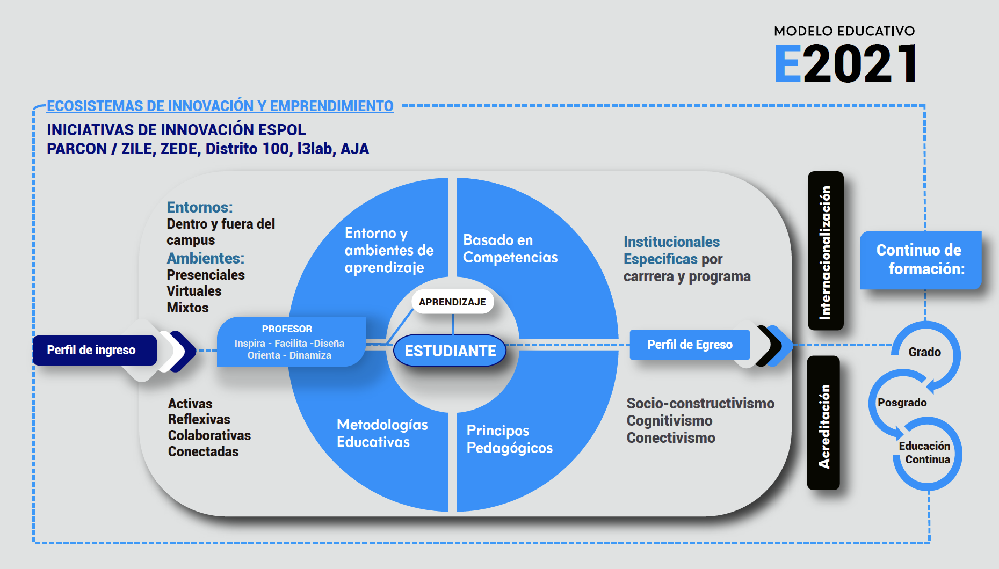 MODELO EDUCATIVO
E2021
ECOSISTEMAS DE INNOVACIÓN Y EMPRENDIMIENTO
INICIATIVAS DE INNOVACIÓN ESPOL
PARCON / ZILE, ZEDE, Distrito 100, l3lab, AJA
Entornos:
Dentro y fuera del
campus
Ambientes:
Presenciales
Virtuales
Mixtos
Entorno y
ambientes de
aprendizaje
Basado en
Competencias
Institucionales
Especificas por
carrrera y programa
Internacionalización
Continuo de
formación:
APRENDIZAJE
Perfil de ingreso
PROFESOR
Inspira - Facilita -Diseña
Orienta - Dinamiza
ESTUDIANTE
Perfil de Egreso
Grado
Activas
Reflexivas
Colaborativas
Conectadas
Metodologías
Educativas
Principos
Pedagógicos
Socio-constructivismo
Cognitivismo
Conectivismo
Acreditación
Posgrado
Educación
Continua